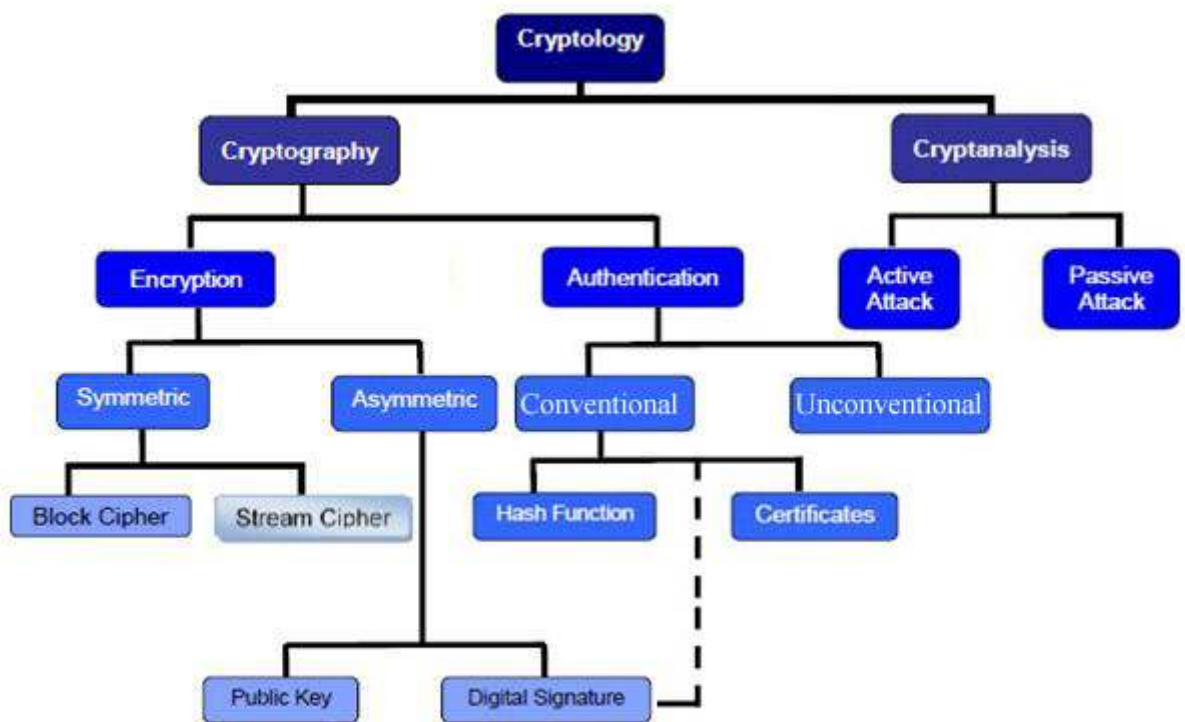 Cryptology
Cryptography
Cryptanalysis
Encryption
Authentication
Active
Attack
Passive
Attack
Symmetric
Asymmetric
Conventional
Unconventional
Block Cipher
Stream Cipher
Hash Function
Certificates
Public Key
Digital Signature